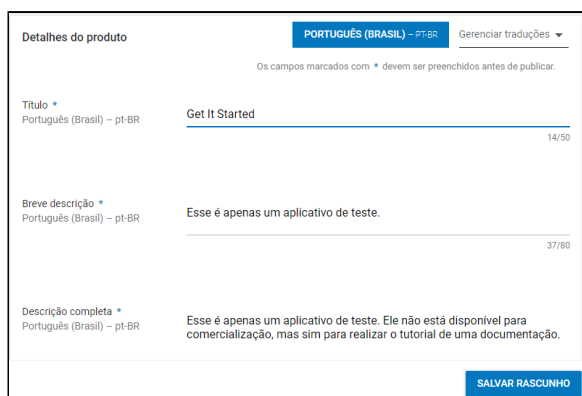 Detalhes do produto
PORTUGUÊS (BRASIL) – PT-BR
Gerenciar traduções
Os campos marcados com * devem ser preenchidos antes de publicar.
Título *
Português (Brasil) – pt-BR
Get It Started
14/50
Breve descrição *
Português (Brasil) – pt-BR
Esse é apenas um aplicativo de teste.
37/80
Descrição completa *
Português (Brasil) – pt-BR
Esse é apenas um aplicativo de teste. Ele não está disponível para
comercialização, mas sim para realizar o tutorial de uma documentação.
SALVAR RASCUNHO